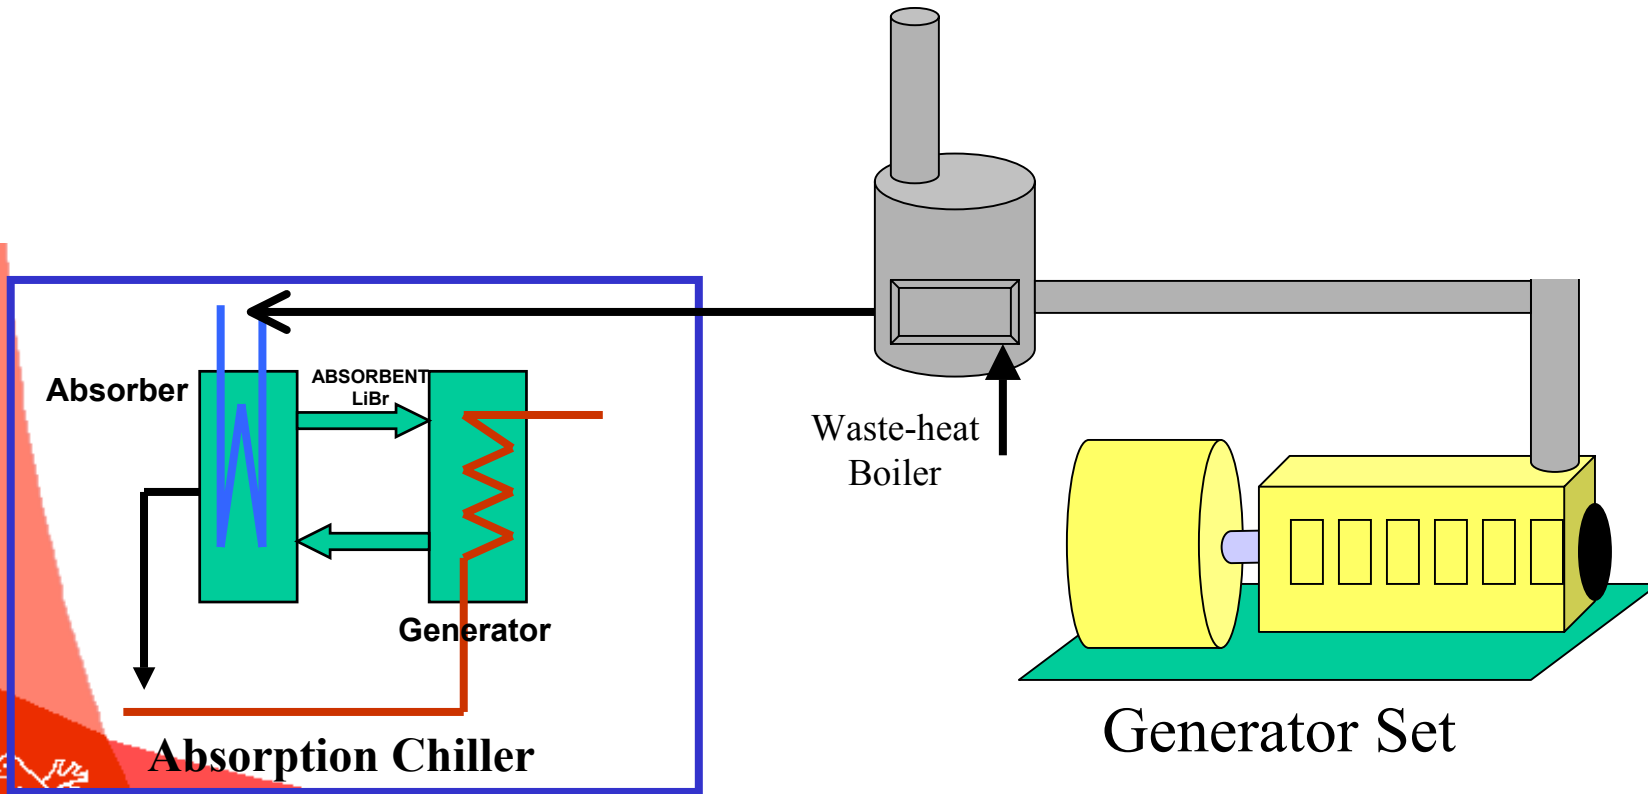 Absorber
ABSORBENT
LiBr
Generator
Absorption Chiller
Waste-heat
Boiler
Generator Set